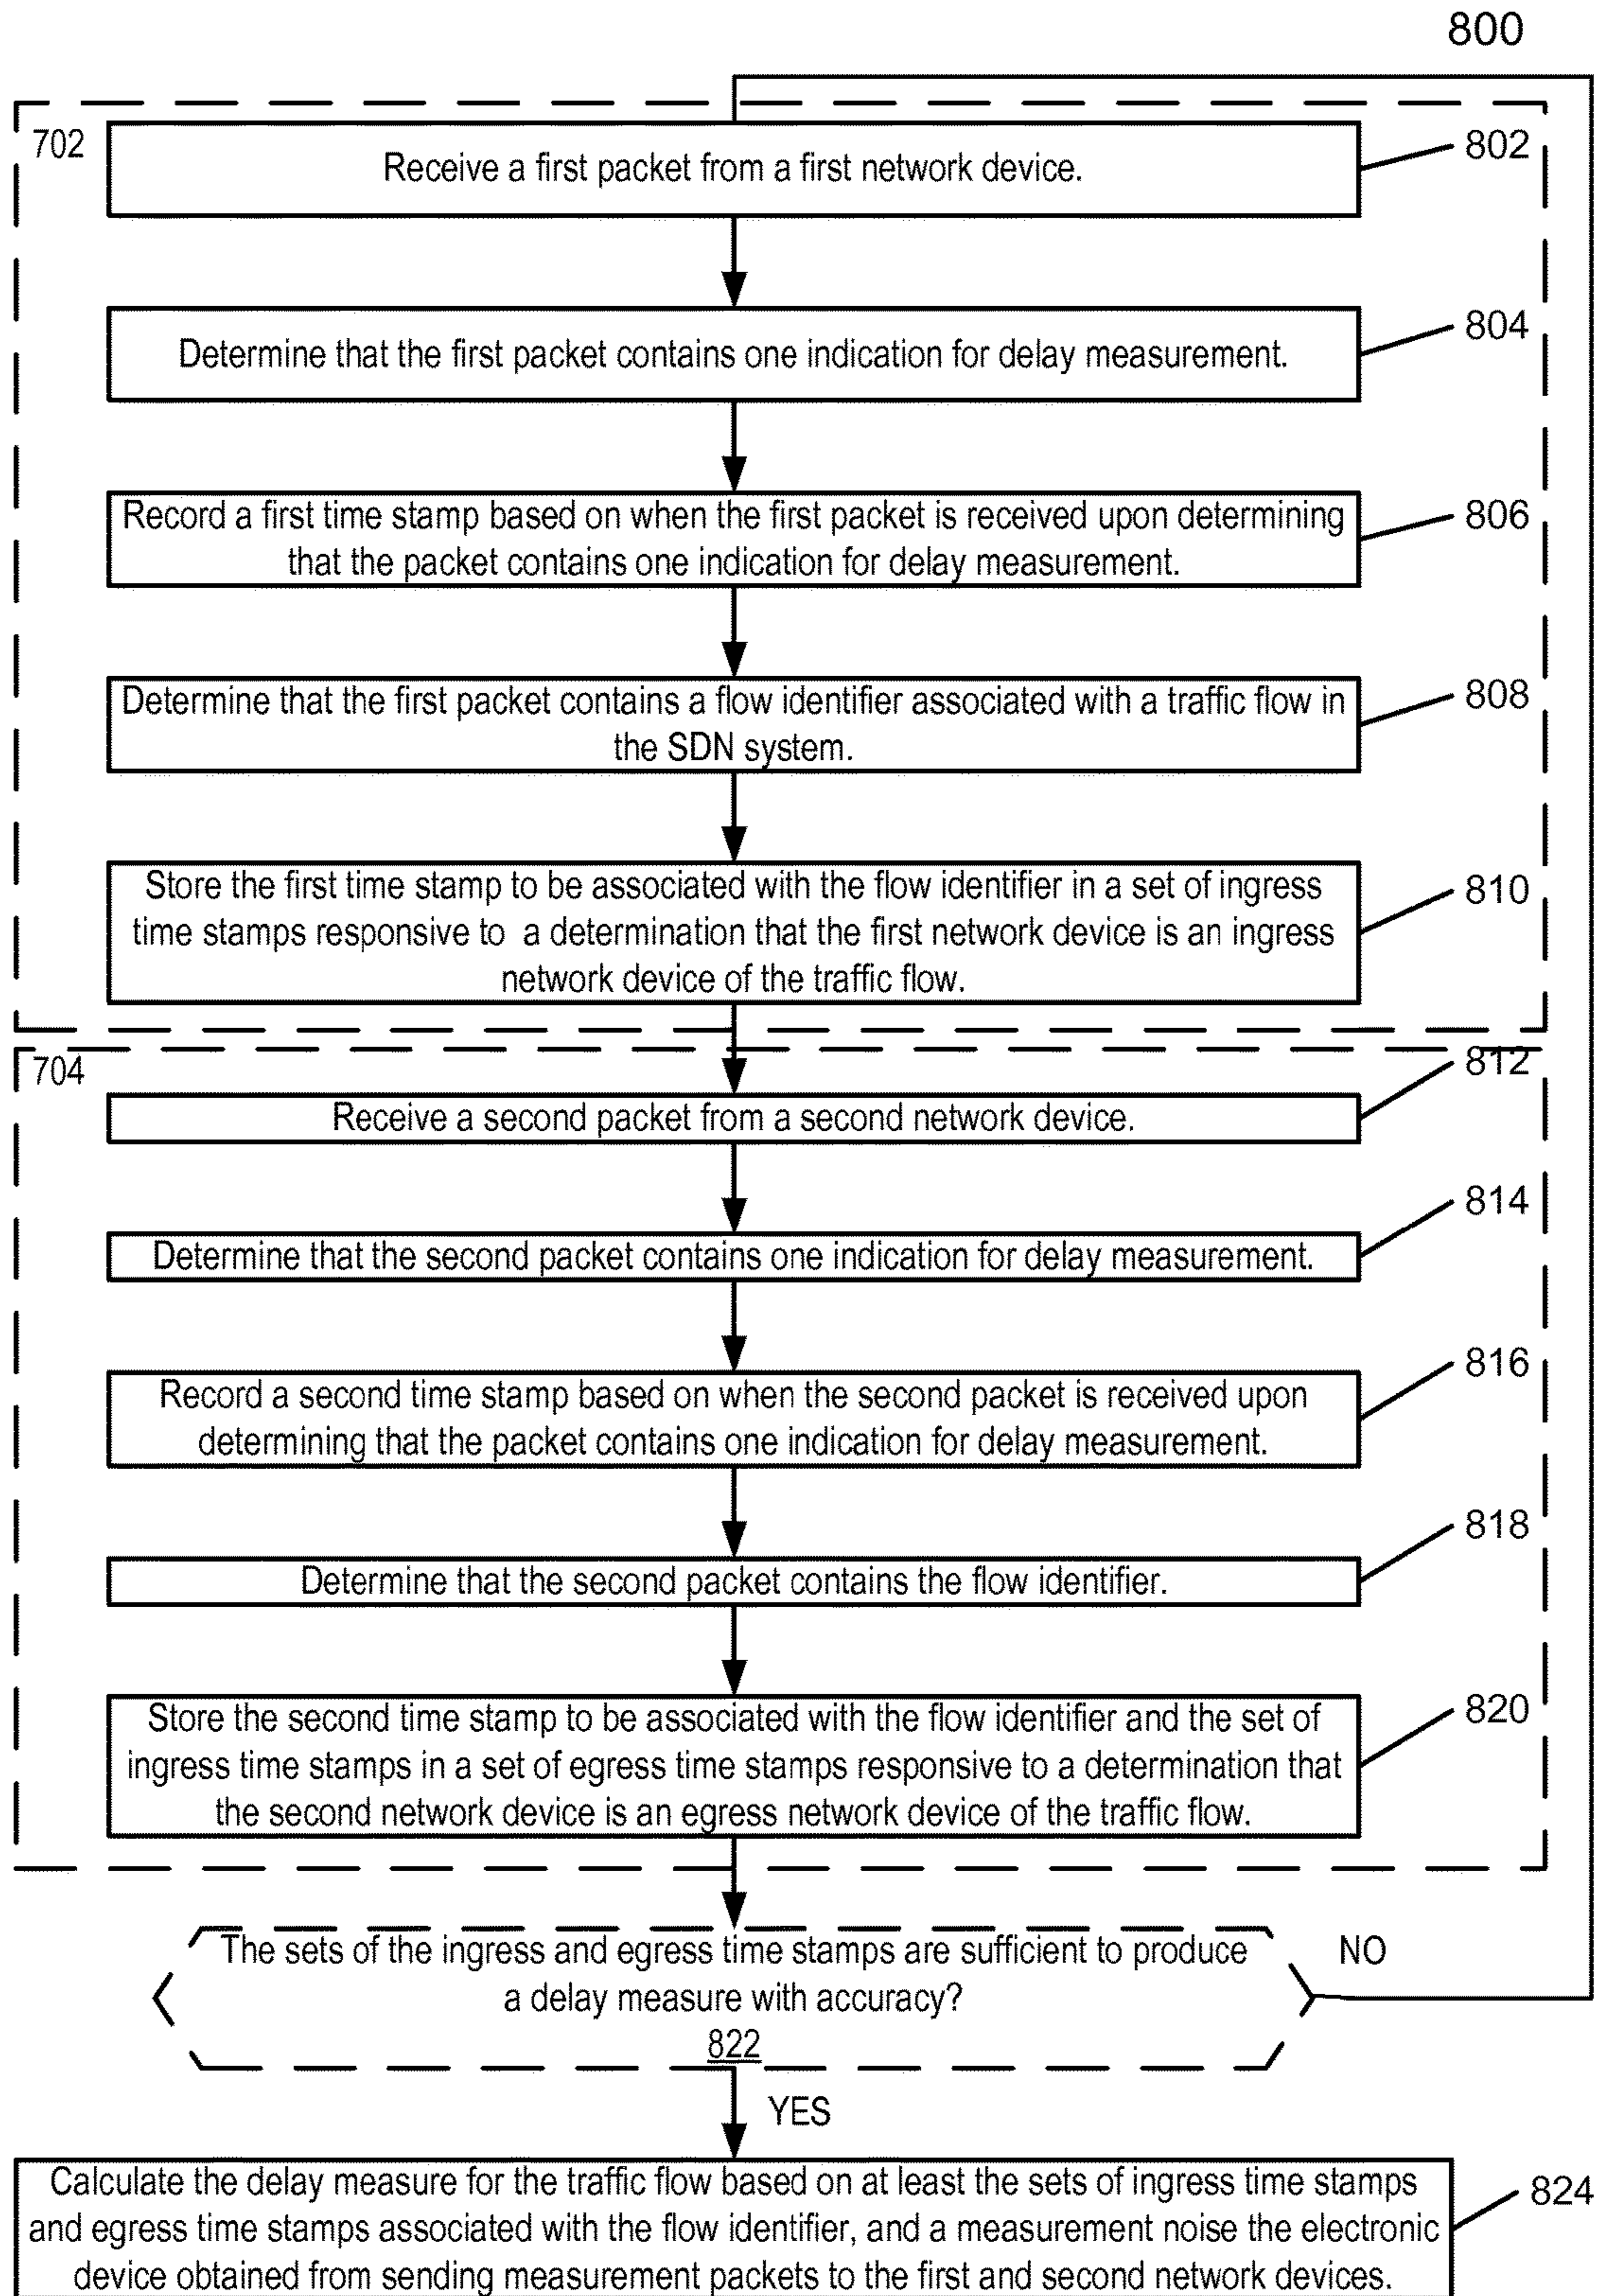 800
702
Receive a first packet from a first network device.
802
Determine that the first packet contains one indication for delay measurement.
804
Record a first time stamp based on when the first packet is received upon determining
that the packet contains one indication for delay measurement.
806
Determine that the first packet contains a flow identifier associated with a traffic flow in
the SDN system.
808
Store the first time stamp to be associated with the flow identifier in a set of ingress
time stamps responsive to a determination that the first network device is an ingress
network device of the traffic flow.
810
704
Receive a second packet from a second network device.
812
Determine that the second packet contains one indication for delay measurement.
814
Record a second time stamp based on when the second packet is received upon
determining that the packet contains one indication for delay measurement.
816
Determine that the second packet contains the flow identifier.
818
Store the second time stamp to be associated with the flow identifier and the set of
ingress time stamps in a set of egress time stamps responsive to a determination that
the second network device is an egress network device of the traffic flow.
820
The sets of the ingress and egress time stamps are sufficient to produce
a delay measure with accuracy?
822
NO
YES
Calculate the delay measure for the traffic flow based on at least the sets of ingress time stamps
and egress time stamps associated with the flow identifier, and a measurement noise the electronic
device obtained from sending measurement packets to the first and second network devices.
824